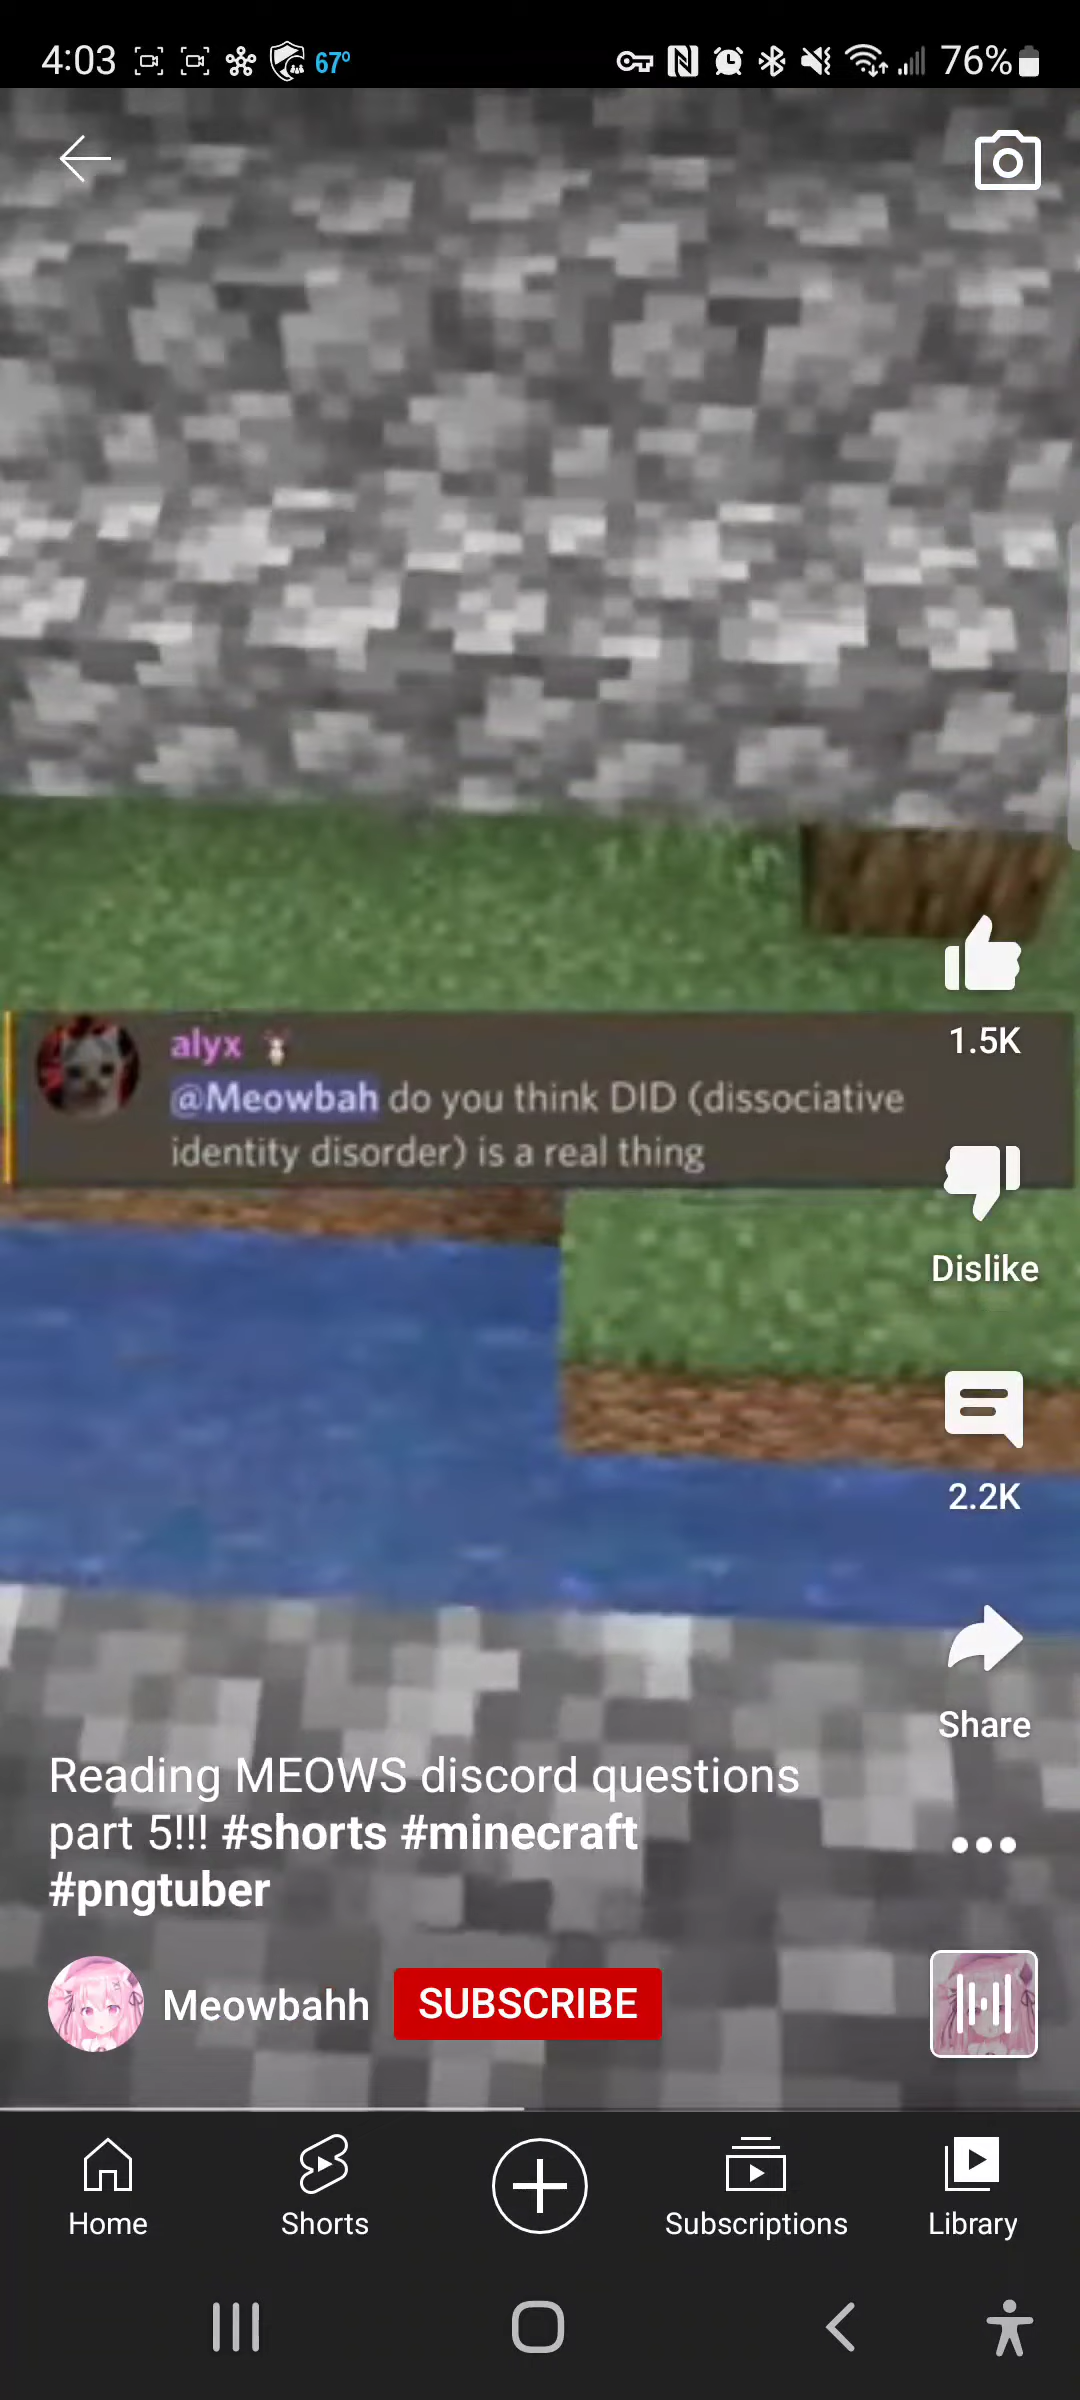 4:03 67° 76%
1.5K
alyx
@Meowbah do you think DID (dissociative
identity disorder) is a real thing
Dislike
2.2K
Share
Reading MEOWS discord questions
part 5!!! #shorts #minecraft
#pngtuber
Meowbahh SUBSCRIBE
Home Shorts Subscriptions Library